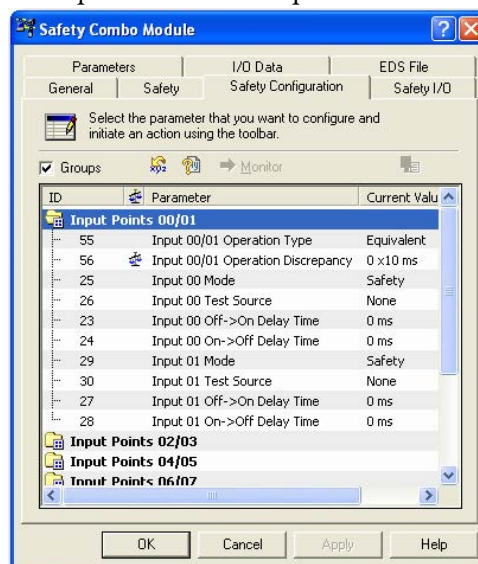 Safety Combo Module
Parameters I/O Data EDS File
General Safety Safety Configuration Safety I/O
Select the parameter that you want to configure and
initiate an action using the toolbar.
Groups Monitor
ID Parameter Current Valu
Input Points 00/01
55 Input 00/01 Operation Type Equivalent
56 Input 00/01 Operation Discrepancy 0 x10 ms
25 Input 00 Mode Safety
26 Input 00 Test Source None
23 Input 00 Off->On Delay Time 0 ms
24 Input 00 On->Off Delay Time 0 ms
29 Input 01 Mode Safety
30 Input 01 Test Source None
27 Input 01 Off->On Delay Time 0 ms
28 Input 01 On->Off Delay Time 0 ms
Input Points 02/03
Input Points 04/05
Input Points 06/07
OK Cancel Apply Help